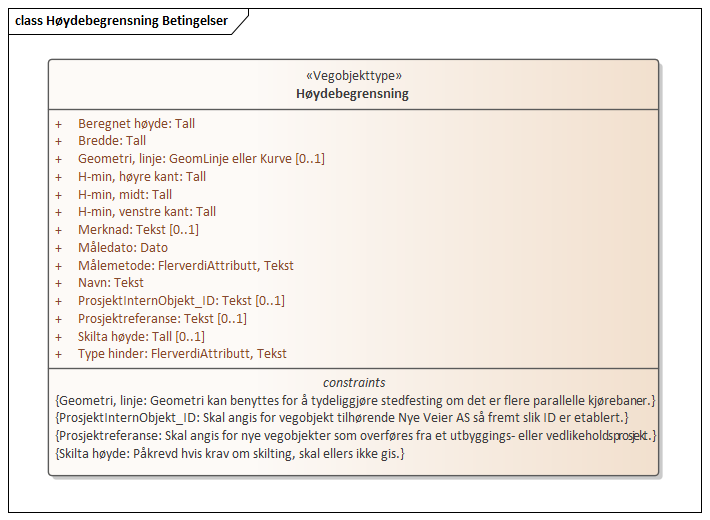 class Høydebegrensning Betingelser
«Vegobjekttype»
Høydebegrensning
+ Beregnet høyde: Tall
+ Bredde: Tall
+ Geometri, linje: GeomLinje eller Kurve [0..1]
+ H-min, høyre kant: Tall
+ H-min, midt: Tall
+ H-min, venstre kant: Tall
+ Merknad: Tekst [0..1]
+ Måledato: Dato
+ Målemetode: FlerverdiAttributt, Tekst
+ Navn: Tekst
+ ProsjektInternObjekt_ID: Tekst [0..1]
+ Prosjektreferanse: Tekst [0..1]
+ Skilta høyde: Tall [0..1]
+ Type hinder: FlerverdiAttributt, Tekst
constraints
{Geometri, linje: Geometri kan benyttes for å tydeliggjøre stedfesting om det er flere parallelle kjørebaner.}
{ProsjektInternObjekt_ID: Skal angis for vegobjekt tilhørende Nye Veier AS så fremt slik ID er etablert.}
{Prosjektreferanse: Skal angis for nye vegobjekter som overføres fra et utbyggings- eller vedlikeholdsprosjekt.}
{Skilta høyde: Påkrevd hvis krav om skilting, skal ellers ikke gis.}